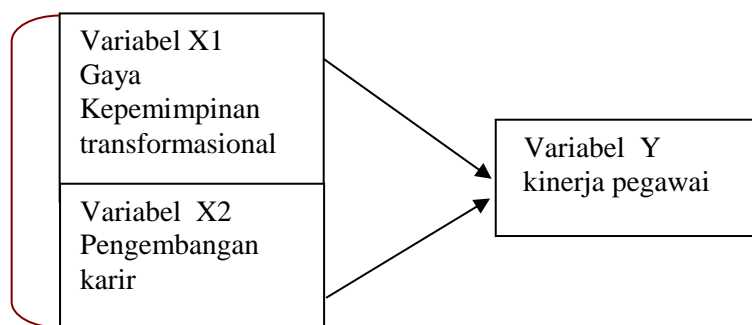 Variabel X1
Gaya
Kepemimpinan
transformasional
Variabel X2
Pengembangan
karir
Variabel Y
kinerja pegawai